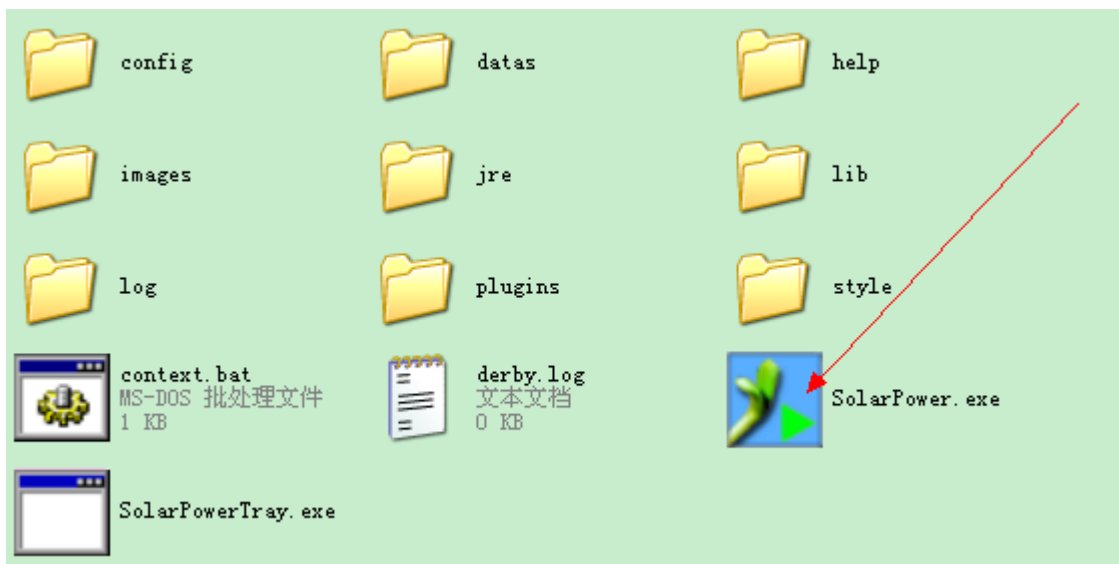 config
datas
help
images
jre
lib
log
plugins
style
context.bat
MS-DOS 批处理文件
1 KB
derby.log
文本文档
0 KB
SolarPower.exe
SolarPowerTray.exe